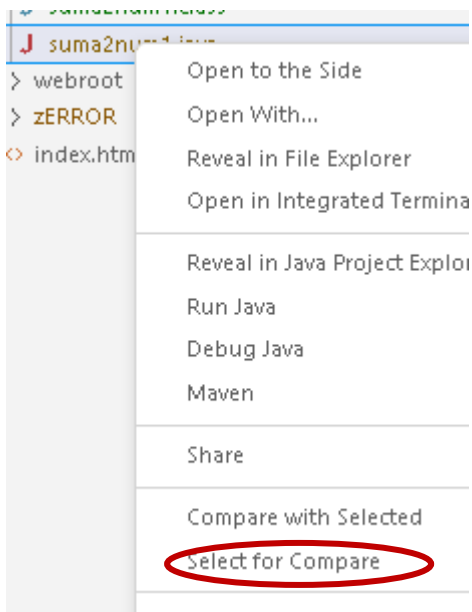 J suma2num1.java
Open to the Side
webroot
Open With...
zERROR
index.htm
Reveal in File Explorer
Open in Integrated Termina
Reveal in Java Project Explor
Run Java
Debug Java
Maven
Share
Compare with Selected
Select for Compare